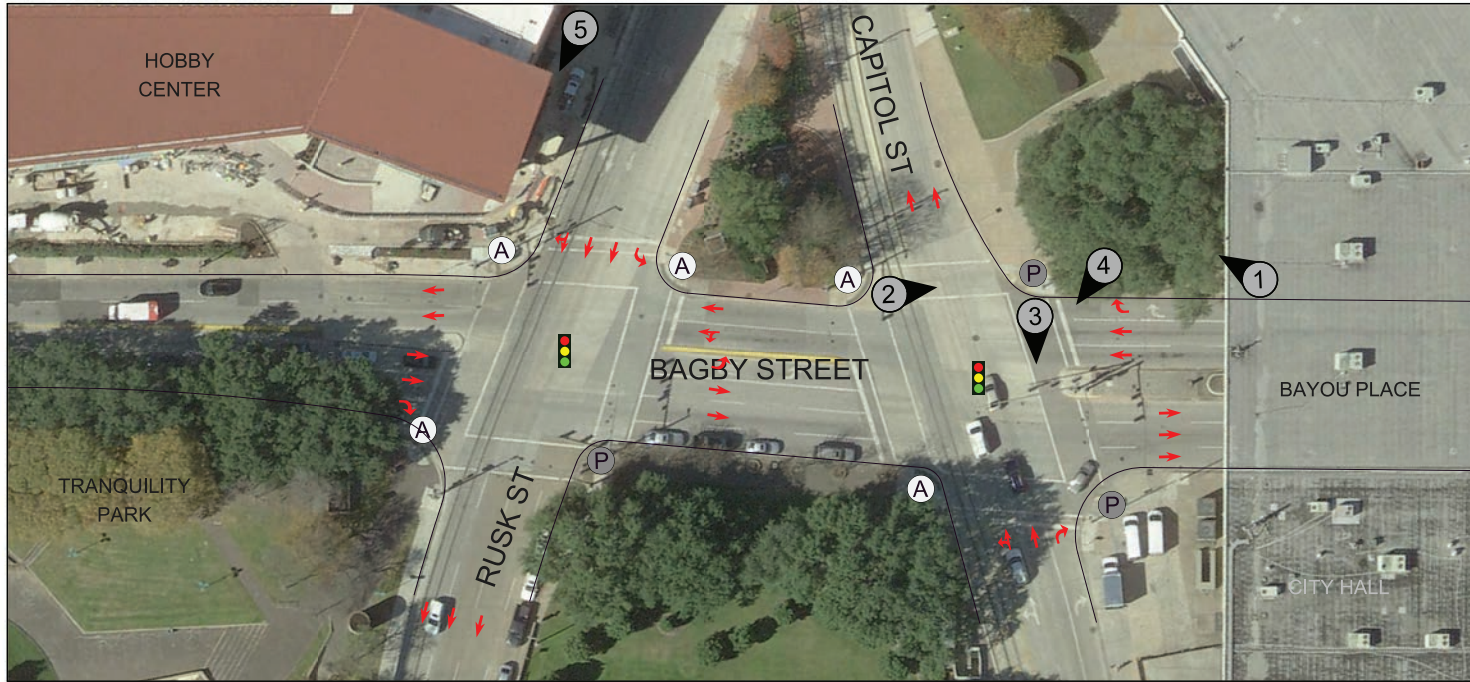 5
HOBBY
CENTER
CAPITOL ST
A
A
A
2
P
4
1
3
BAGBY STREET
BAYOU PLACE
A
P
A
P
TRANQUILITY
PARK
RUSK ST
CITY HALL